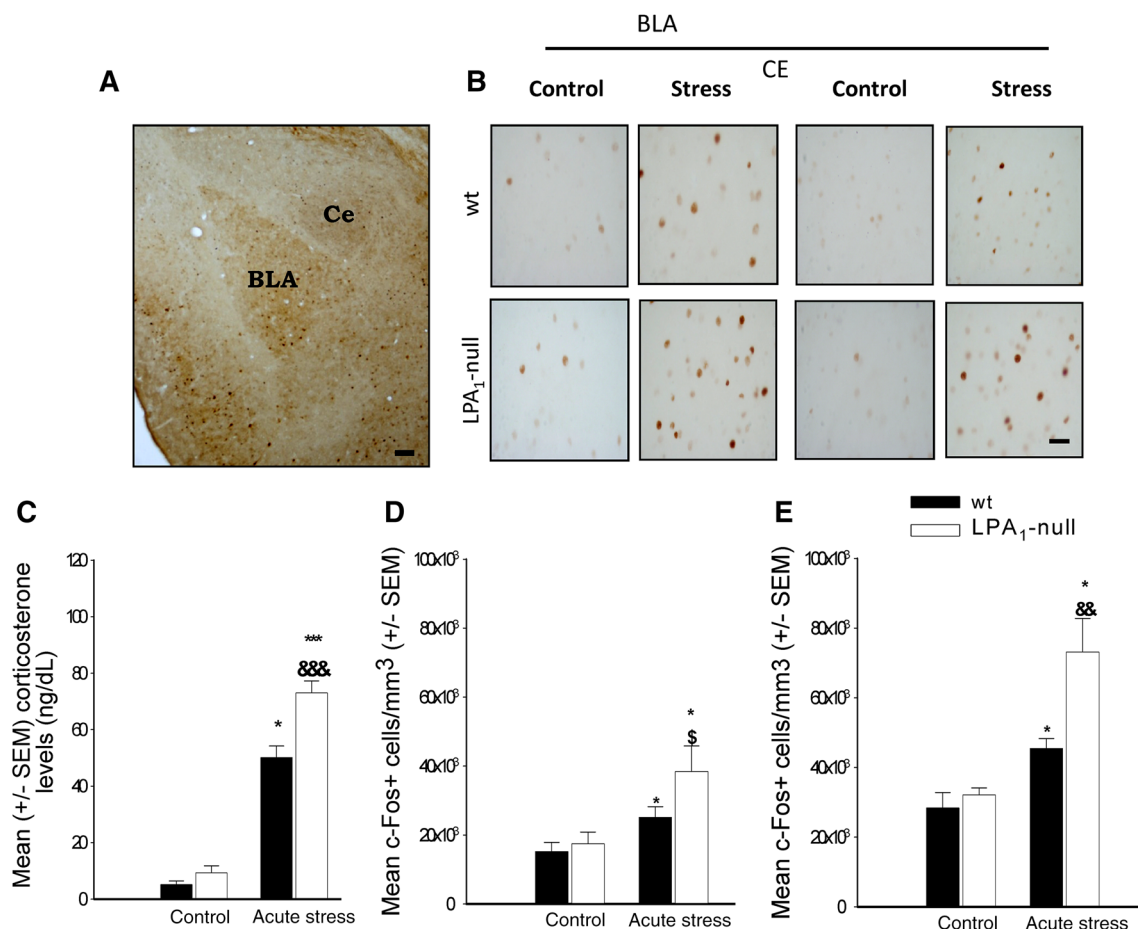 BLA
CE
A
B
Control
Stress
Control
Stress
wt
LPA1-null
Ce
BLA
C
D
E
wt
LPA1-null
Mean (+/- SEM) corticosterone
levels (ng/dL)
120
100
80
60
40
20
0
*
***
&&&
Control
Acute stress
Mean c-Fos+ cells/mm3 (+/- SEM)
100x10³
80x10³
60x10³
40x10³
20x10³
0
*
*
$
Control
Acute stress
Mean c-Fos+ cells/mm3 (+/- SEM)
100x10³
80x10³
60x10³
40x10³
20x10³
0
*
*
&&
Control
Acute stress